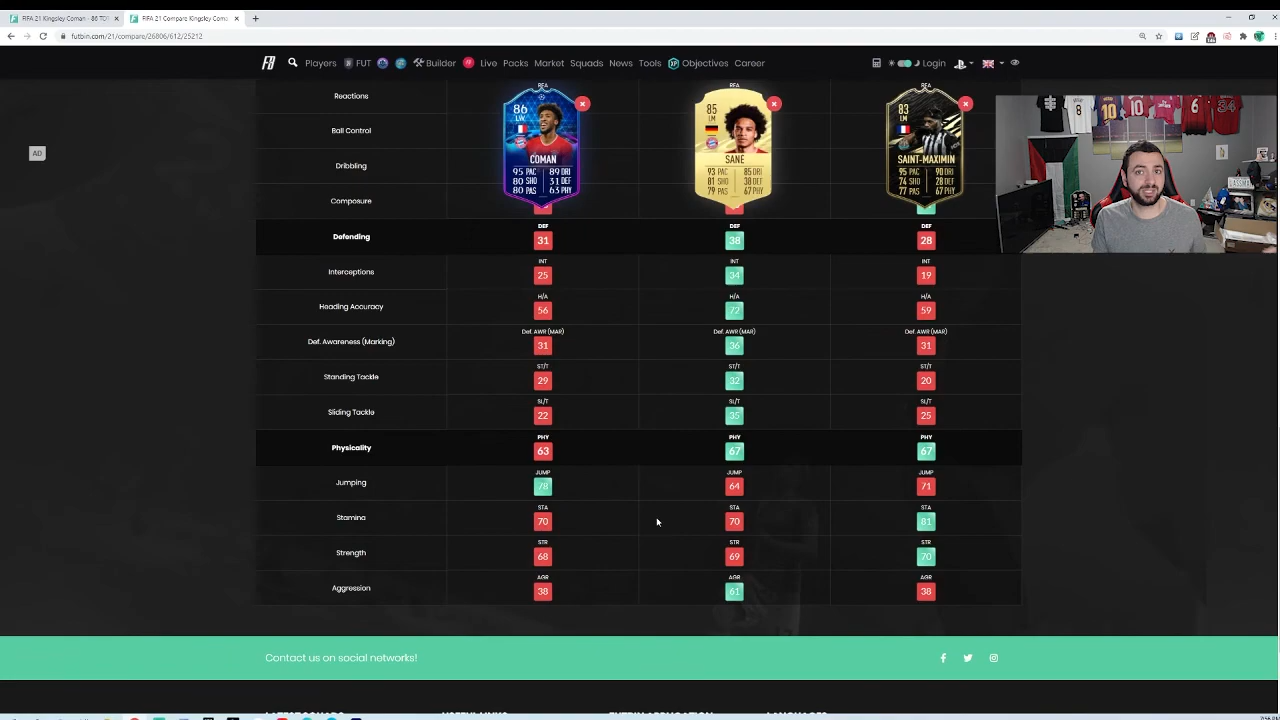 FIFA 21 Kingsley Coman - 86 TOT
FIFA 21 Compare Kingsley Coma
futbin.com/21/compare/26806/612/25212
FB Players FUT Builder Live Packs Market Squads News Tools Objectives Career Login
AD
Reactions REA REA REA
Ball Control
Dribbling
Composure
86 LW COMAN 95 PAC 89 DRI 80 SHO 31 DEF 80 PAS 63 PHY
85 LM SANE 93 PAC 85 DRI 81 SHO 38 DEF 79 PAS 67 PHY
83 LM SAINT-MAXIMIN 95 PAC 90 DRI 74 SHO 28 DEF 77 PAS 67 PHY
DEF DEF DEF
Defending 31 38 28
INT INT INT
Interceptions 25 34 19
H/A H/A H/A
Heading Accuracy 56 72 59
Def. AWR (MAR) Def. AWR (MAR) Def. AWR (MAR)
Def. Awareness (Marking) 31 36 31
ST/T ST/T ST/T
Standing Tackle 29 32 20
SL/T SL/T SL/T
Sliding Tackle 22 35 25
PHY PHY PHY
Physicality 63 67 67
JUMP JUMP JUMP
Jumping 78 64 71
STA STA STA
Stamina 70 70 81
STR STR STR
Strength 68 69 70
AGR AGR AGR
Aggression 38 61 38
Contact us on social networks!